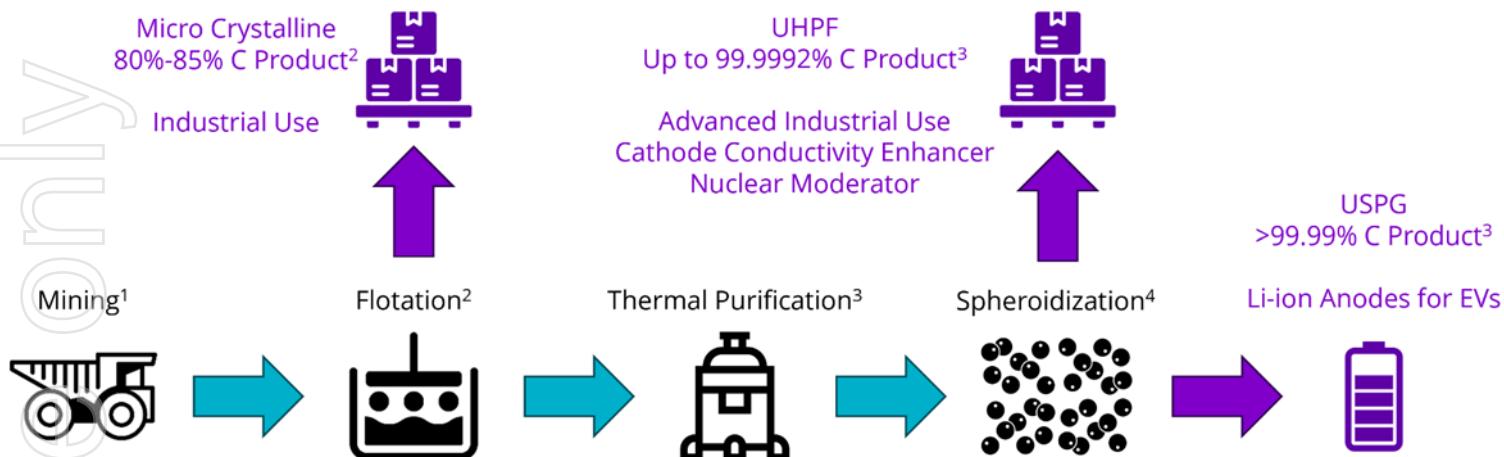 Micro Crystalline
80%-85% C Product²
Industrial Use
UHPF
Up to 99.9992% C Product³
Advanced Industrial Use
Cathode Conductivity Enhancer
Nuclear Moderator
USPG
>99.99% C Product³
Li-ion Anodes for EVs
Mining¹
Flotation²
Thermal Purification³
Spheroidization⁴
only